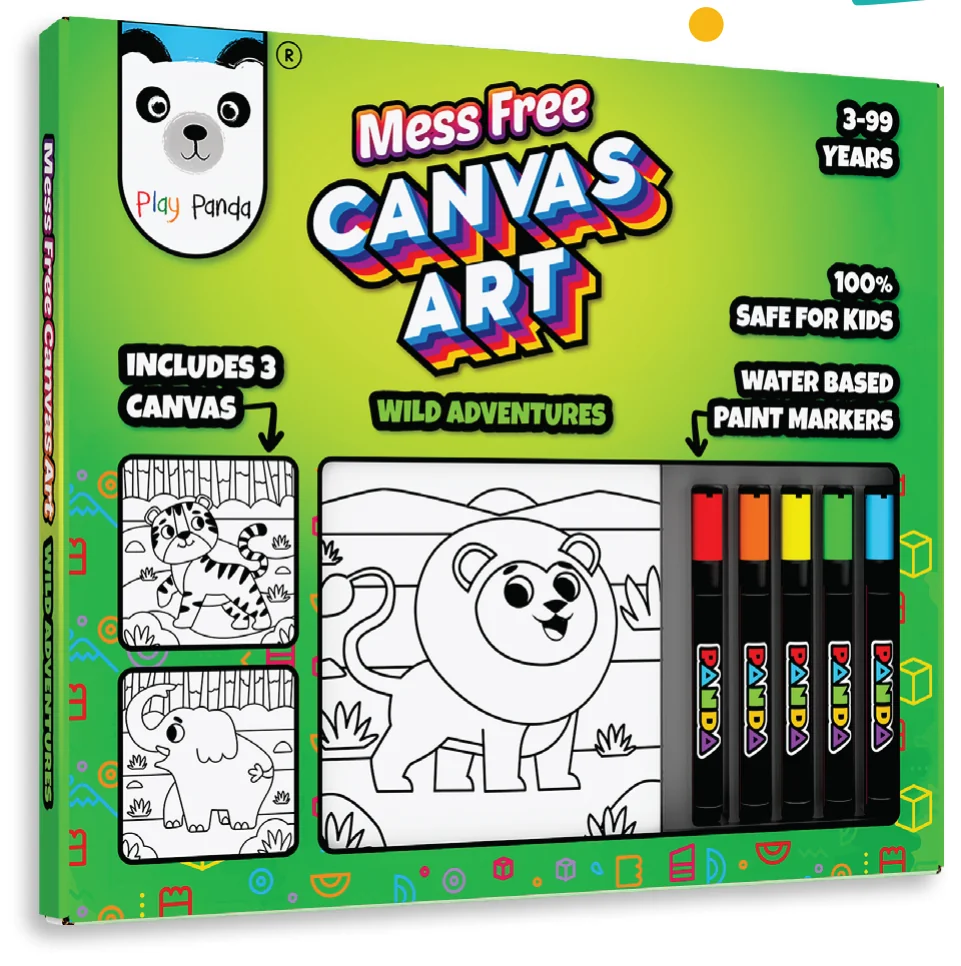 ®
Play Panda
Mess Free
CANVAS
ART
WILD ADVENTURES
3-99
YEARS
100%
SAFE FOR KIDS
WATER BASED
PAINT MARKERS
INCLUDES 3
CANVAS
PANDA
PANDA
PANDA
PANDA
PANDA
Mess Free Canvas Art WILD ADVENTURES